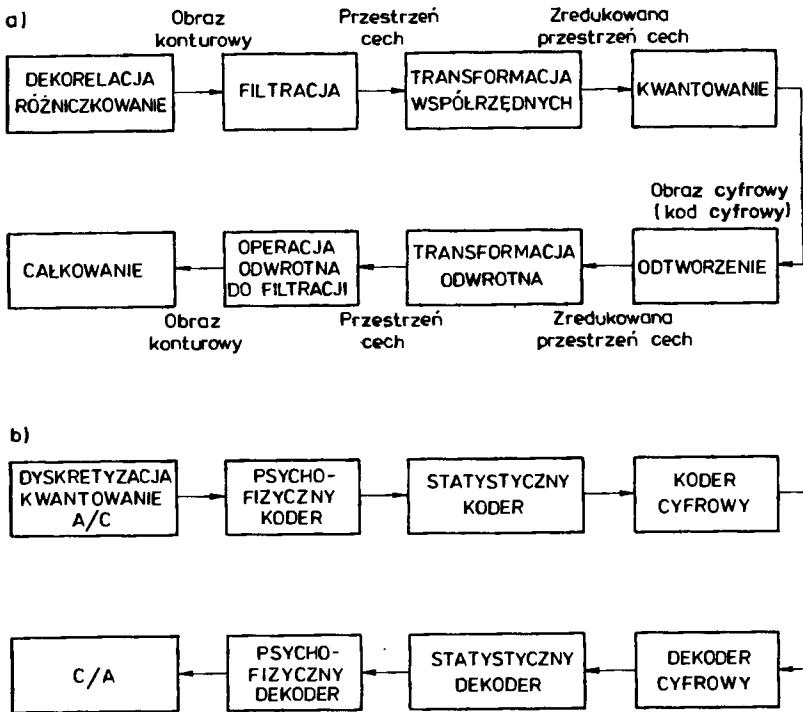 a)
Obraz
konturowy
Przestrzeń
cech
Zredukowana
przestrzeń cech
DEKORELACJA
RÓŻNICZKOWANIE
FILTRACJA
TRANSFORMACJA
WSPÓŁRZĘDNYCH
KWANTOWANIE
Obraz cyfrowy
(kod cyfrowy)
CAŁKOWANIE
OPERACJA
ODWROTNA
DO FILTRACJI
TRANSFORMACJA
ODWROTNA
ODTWORZENIE
Obraz
konturowy
Przestrzeń
cech
Zredukowana
przestrzeń cech
b)
DYSKRETYZACJA
KWANTOWANIE
A/C
PSYCHO-
FIZYCZNY
KODER
STATYSTYCZNY
KODER
KODER
CYFROWY
C/A
PSYCHO-
FIZYCZNY
DEKODER
STATYSTYCZNY
DEKODER
DEKODER
CYFROWY